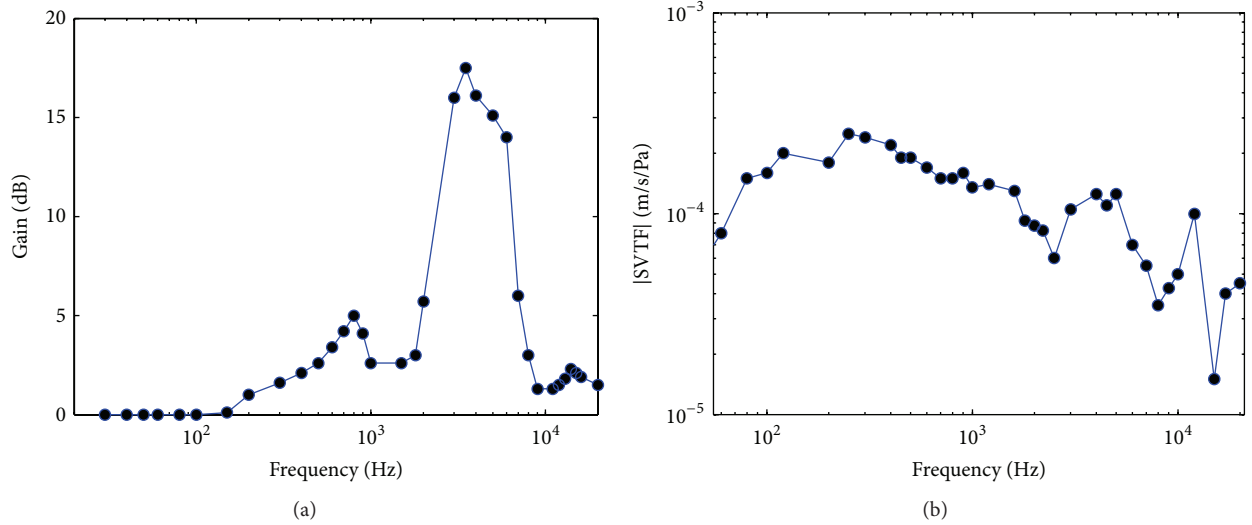 20
15
10
5
0
Gain (dB)
10²
10³
10⁴
Frequency (Hz)
(a)
10⁻³
10⁻⁴
10⁻⁵
|SVTF| (m/s/Pa)
10²
10³
10⁴
Frequency (Hz)
(b)